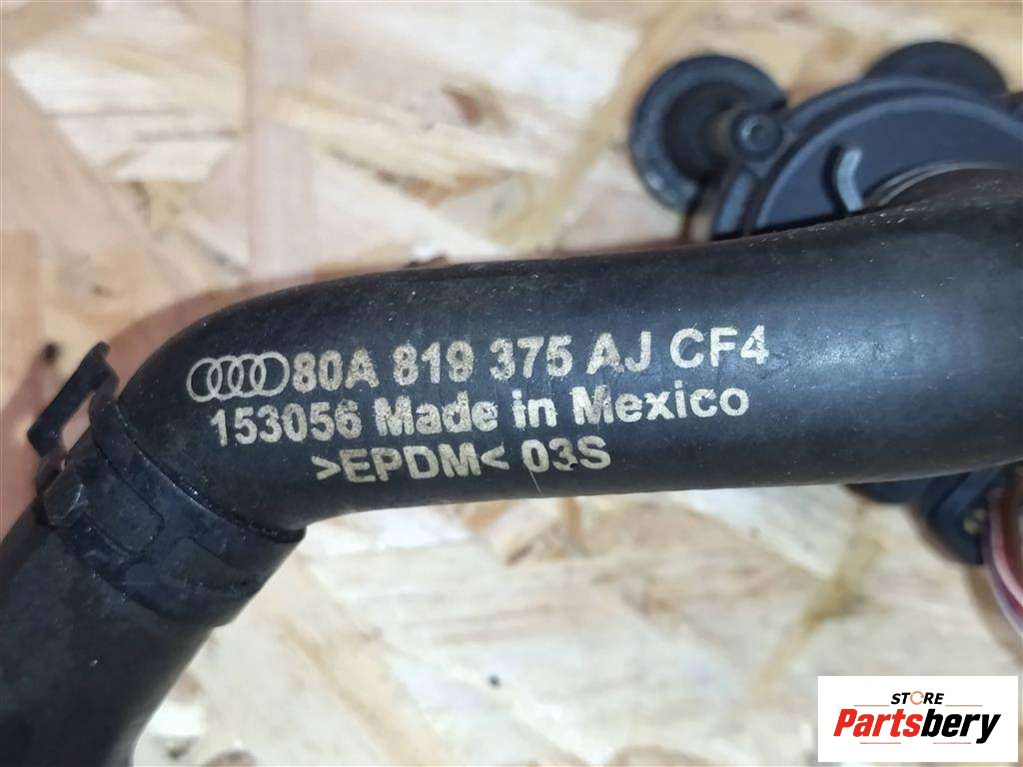 80A 819 375 AJ CF4
153056 Made in Mexico
>EPDM< 03S
STORE
Partsbery